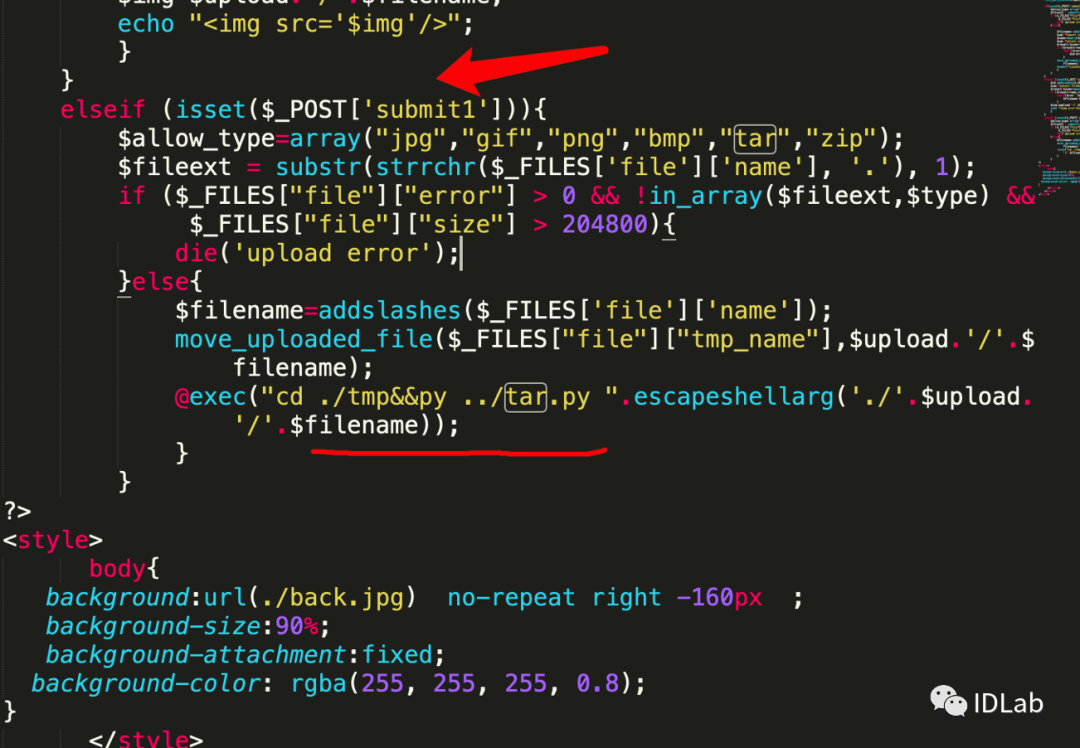 echo "<img src='$img'/>";
}
}
elseif (isset($_POST['submit1'])){
$allow_type=array("jpg","gif","png","bmp","tar","zip");
$fileext = substr(strrchr($_FILES['file']['name'], '.'), 1);
if ($_FILES["file"]["error"] > 0 && !in_array($fileext,$type) &&
$_FILES["file"]["size"] > 204800){
die('upload error');
}else{
$filename=addslashes($_FILES['file']['name']);
move_uploaded_file($_FILES["file"]["tmp_name"],$upload.'/'.$
filename);
@exec("cd ./tmp&&py ../tar.py ".escapeshellarg('./'.$upload.
'/'.$filename));
}
}
?>
<style>
body{
background:url(./back.jpg) no-repeat right -160px ;
background-size:90%;
background-attachment:fixed;
background-color: rgba(255, 255, 255, 0.8);
}
</style>
IDLab